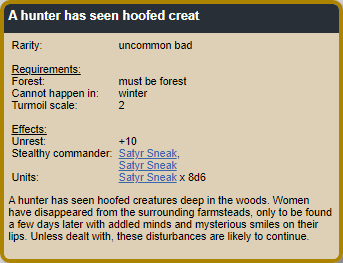 A hunter has seen hoofed creat
Rarity: uncommon bad
Requirements:
Forest: must be forest
Cannot happen in: winter
Turmoil scale: 2
Effects:
Unrest: +10
Stealthy commander: Satyr Sneak,
Satyr Sneak
Units: Satyr Sneak x 8d6
A hunter has seen hoofed creatures deep in the woods. Women
have disappeared from the surrounding farmsteads, only to be found
a few days later with addled minds and mysterious smiles on their
lips. Unless dealt with, these disturbances are likely to continue.